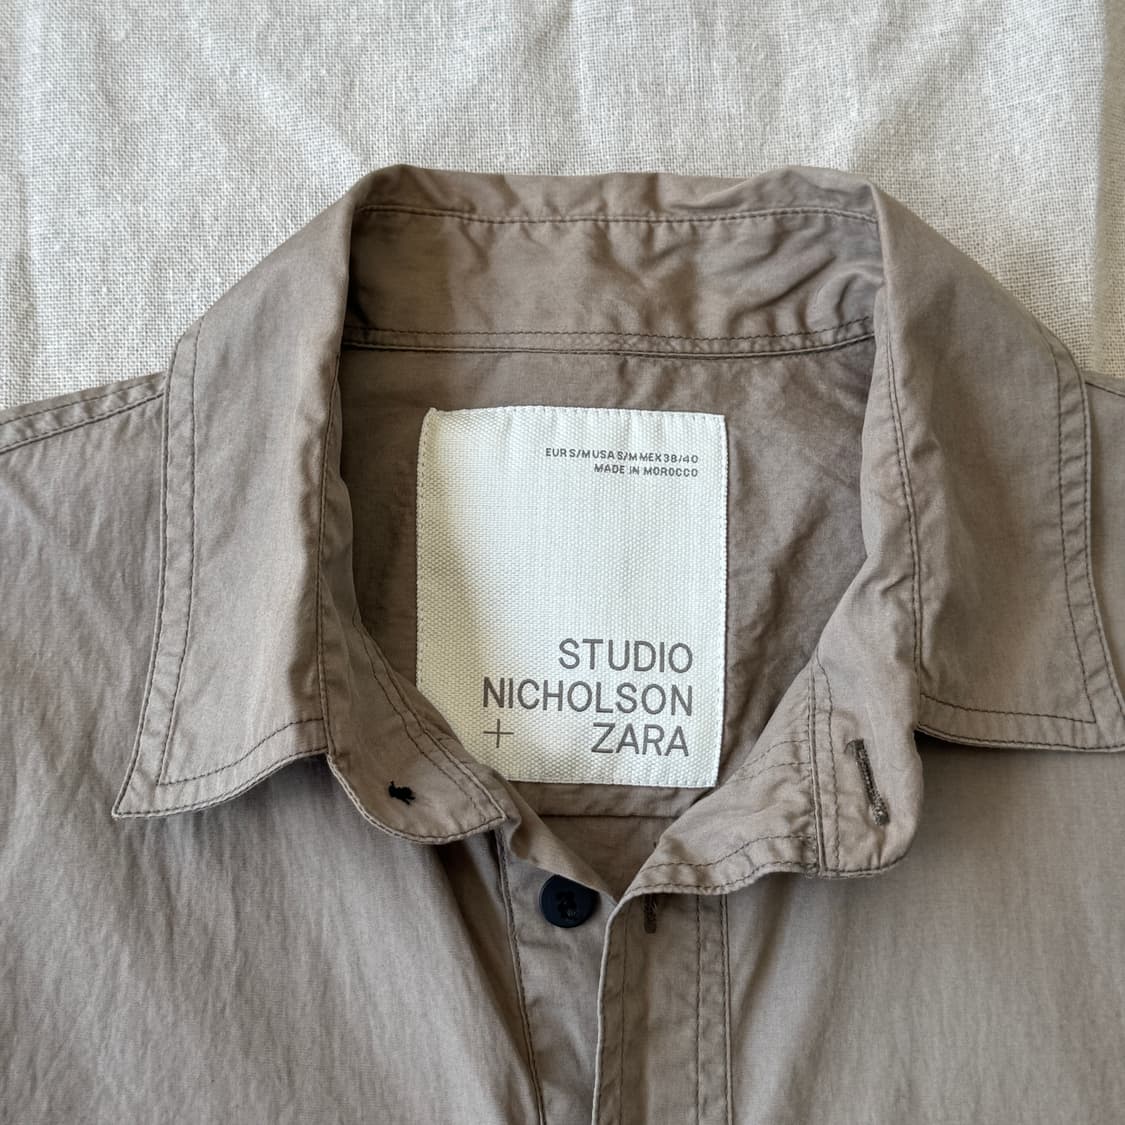 EUR S/M USA S/M MEX 38/40
MADE IN MOROCCO
STUDIO
NICHOLSON
+ ZARA